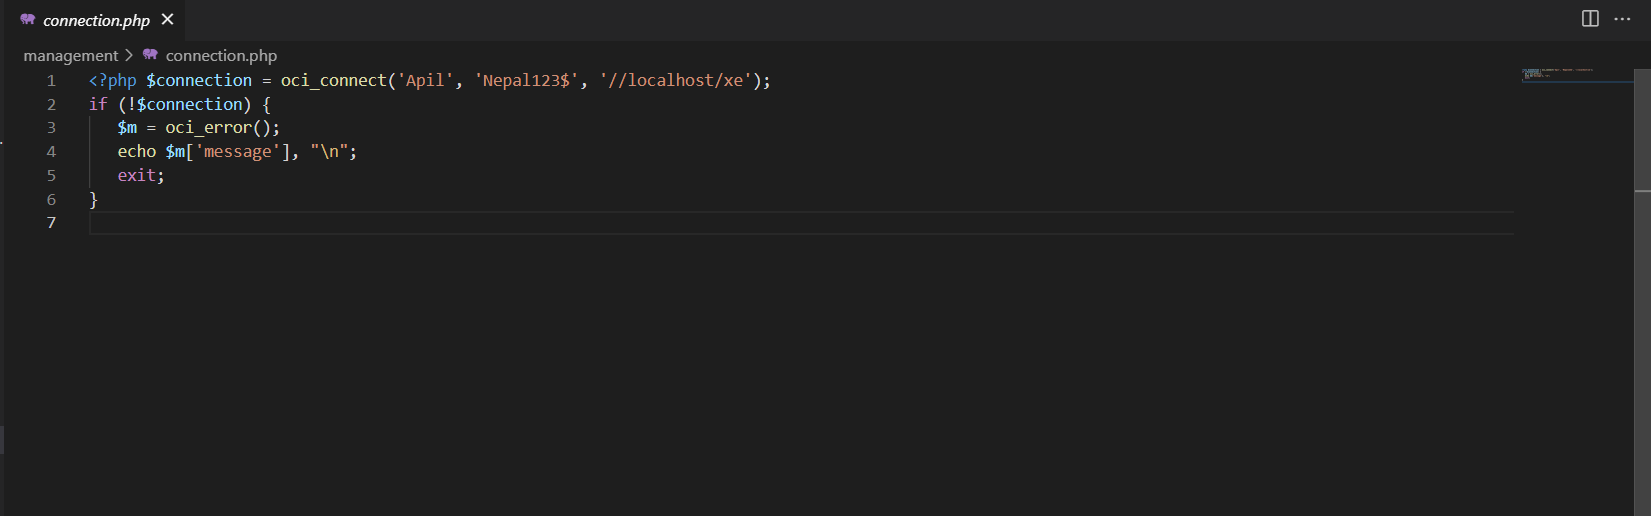 connection.php
management > connection.php
1 <?php $connection = oci_connect('Apil', 'Nepal123$', '//localhost/xe');
2 if (!$connection) {
3    $m = oci_error();
4    echo $m['message'], "\n";
5    exit;
6 }
7